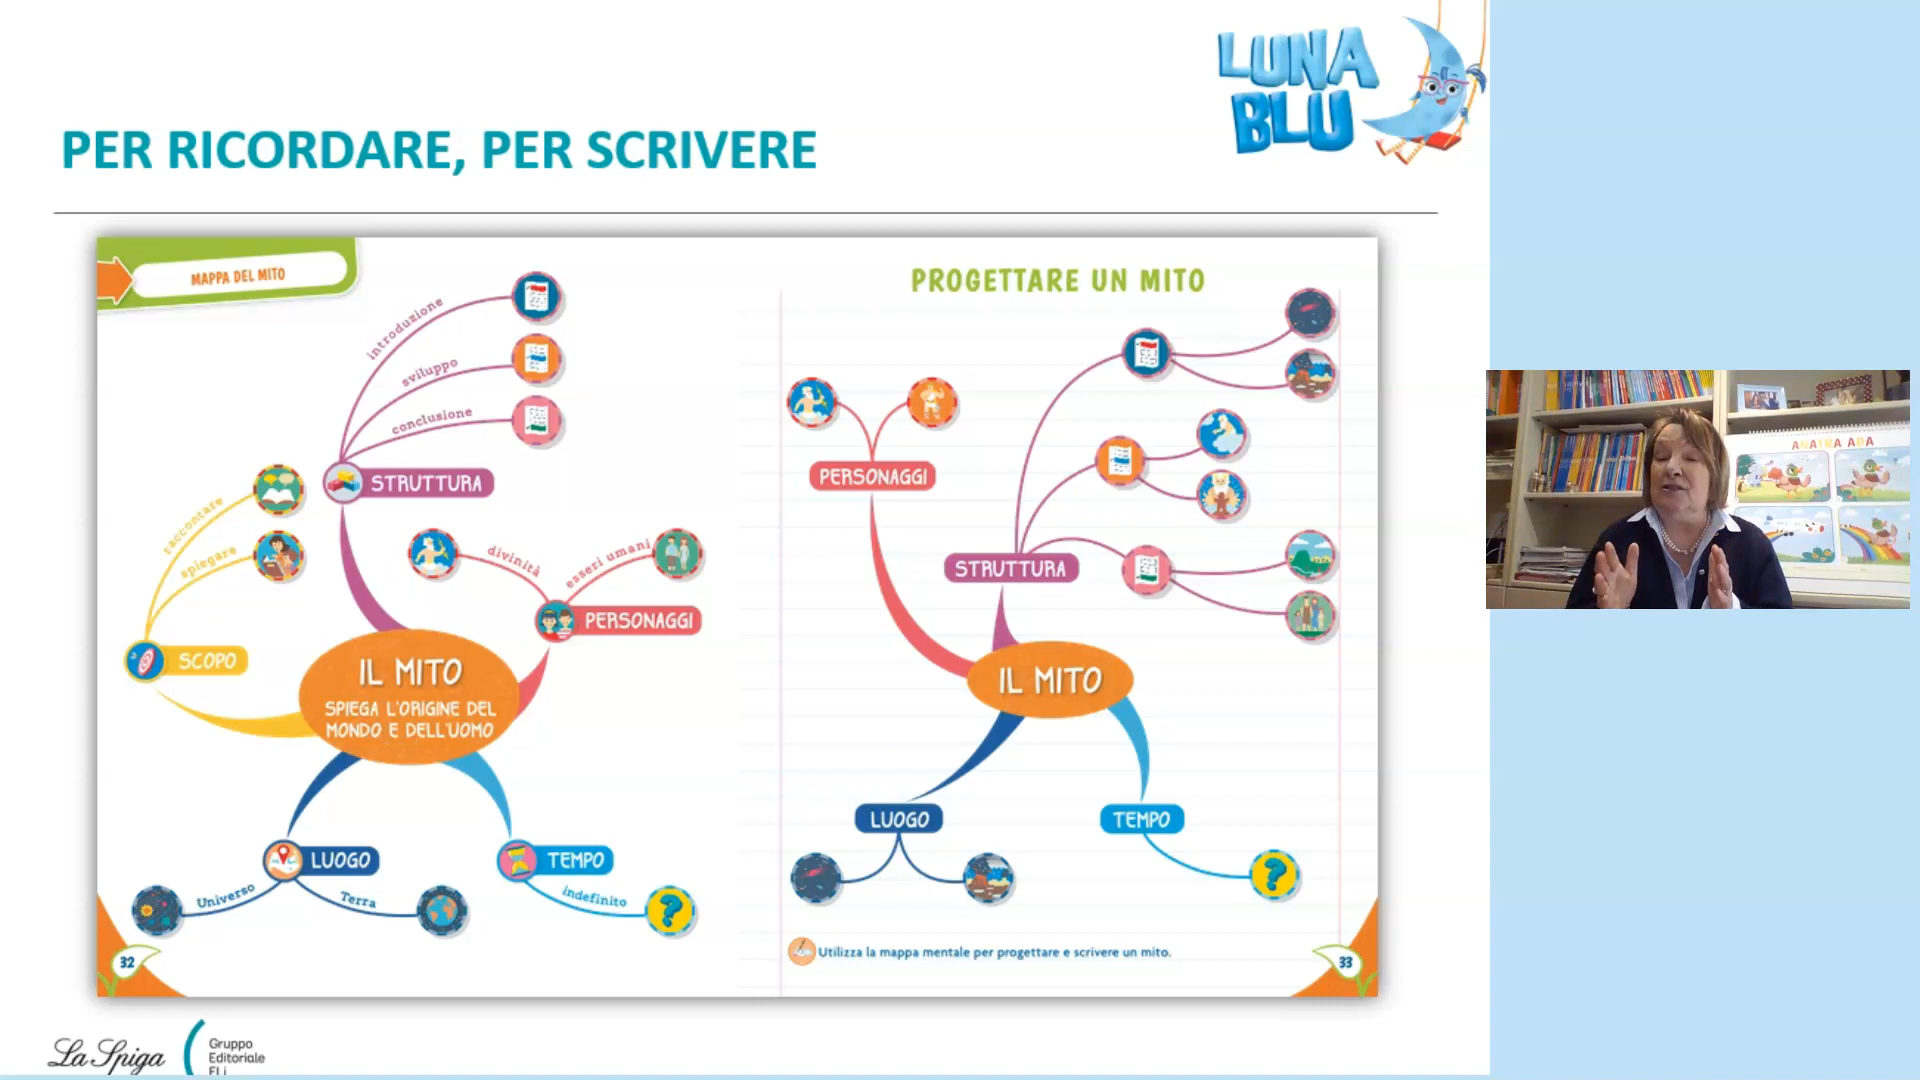 LUNA
BLU
PER RICORDARE, PER SCRIVERE
MAPPA DEL MITO
introduzione
sviluppo
conclusione
STRUTTURA
raccontare
spiegare
divinità
esseri umani
PERSONAGGI
SCOPO
IL MITO
SPIEGA L'ORIGINE DEL
MONDO E DELL'UOMO
LUOGO
TEMPO
Universo
Terra
indefinito
32
PROGETTARE UN MITO
PERSONAGGI
STRUTTURA
IL MITO
LUOGO
TEMPO
Utilizza la mappa mentale per progettare e scrivere un mito.
33
ANATRA ADA
La Spiga
Gruppo
Editoriale
ELi